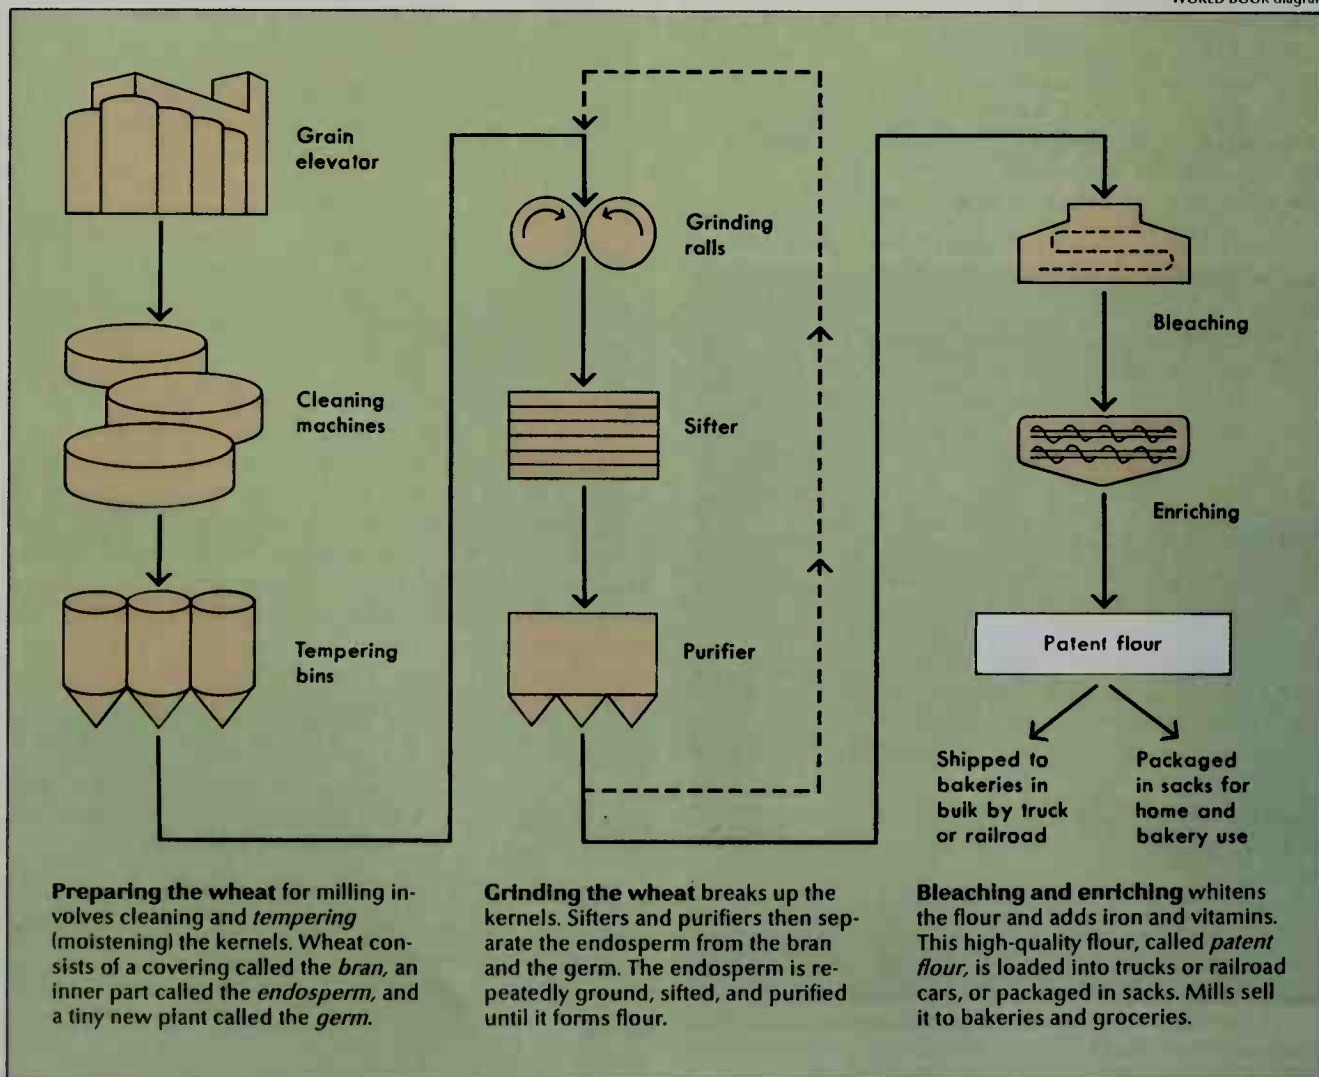 WORLD BOOK diagram
Grain
elevator
Cleaning
machines
Tempering
bins
Grinding
ralls
Sifter
Purifier
Bleaching
Enriching
Patent flour
Shipped to
bakeries in
bulk by truck
or railroad
Packaged
in sacks for
home and
bakery use
Preparing the wheat for milling in-
volves cleaning and tempering
(moistening) the kernels. Wheat con-
sists of a covering called the bran, an
inner part called the endosperm, and
a tiny new plant called the germ.
Grinding the wheat breaks up the
kernels. Sifters and purifiers then sep-
arate the endosperm from the bran
and the germ. The endosperm is re-
peatedly ground, sifted, and purified
until it forms flour.
Bleaching and enriching whitens
the flour and adds iron and vitamins.
This high-quality flour, called patent
flour, is loaded into trucks or railroad
cars, or packaged in sacks. Mills sell
it to bakeries and groceries.